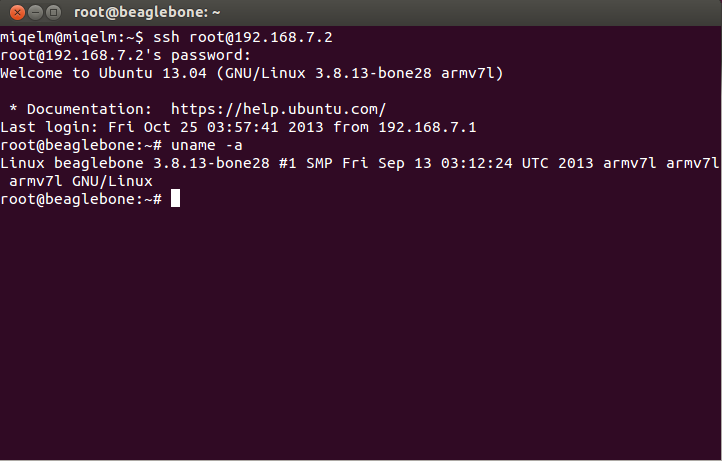 root@beaglebone: ~
miqelm@miqelm:~$ ssh root@192.168.7.2
root@192.168.7.2's password:
Welcome to Ubuntu 13.04 (GNU/Linux 3.8.13-bone28 armv7l)
 * Documentation:  https://help.ubuntu.com/
Last login: Fri Oct 25 03:57:41 2013 from 192.168.7.1
root@beaglebone:~# uname -a
Linux beaglebone 3.8.13-bone28 #1 SMP Fri Sep 13 03:12:24 UTC 2013 armv7l armv7l
 armv7l GNU/Linux
root@beaglebone:~#